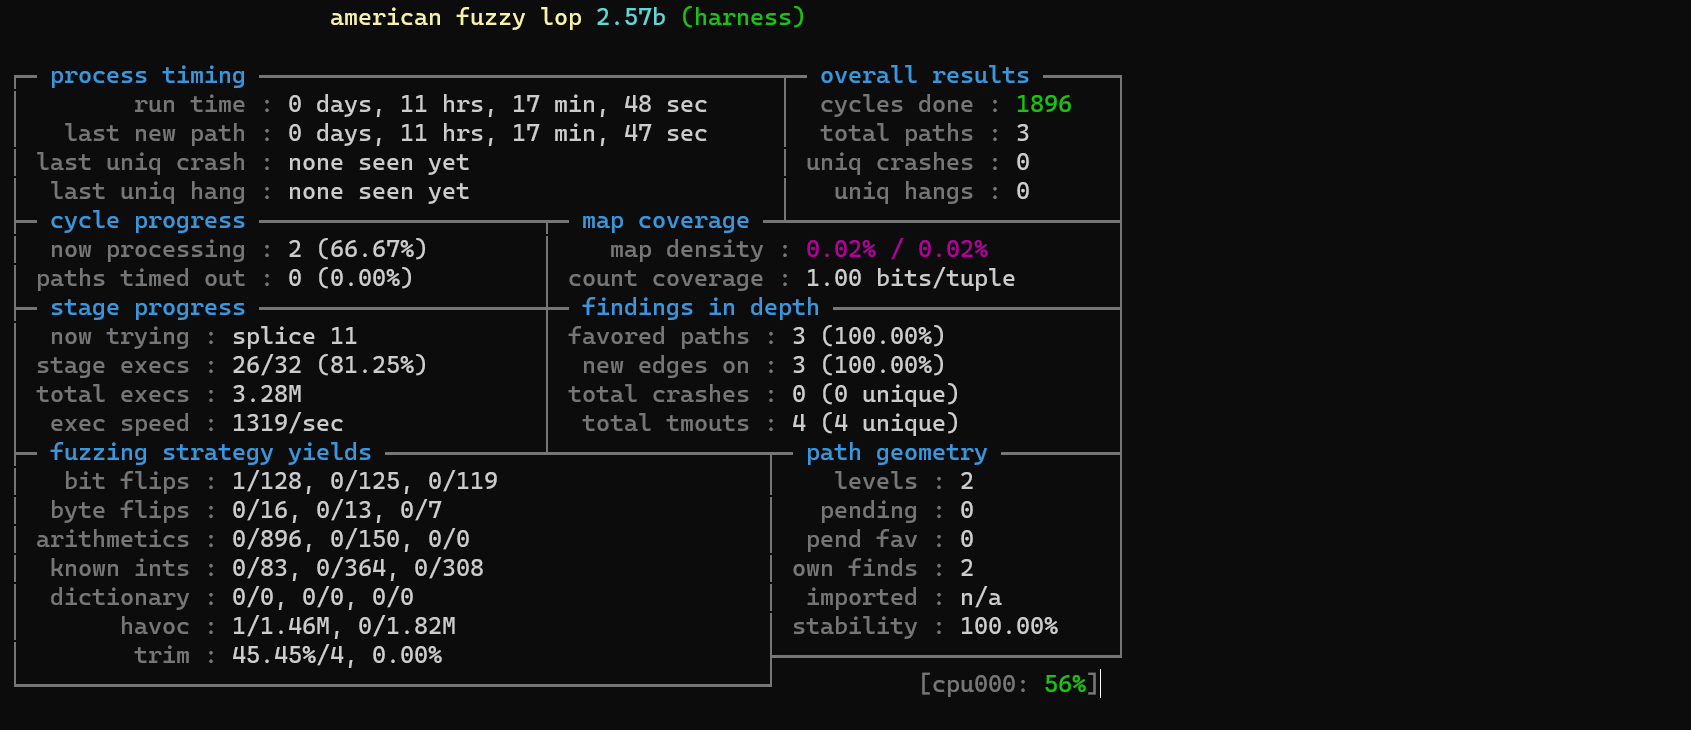 american fuzzy lop 2.57b (harness)
process timing overall results
run time : 0 days, 11 hrs, 17 min, 48 sec cycles done : 1896
last new path : 0 days, 11 hrs, 17 min, 47 sec total paths : 3
last uniq crash : none seen yet uniq crashes : 0
last uniq hang : none seen yet uniq hangs : 0
cycle progress map coverage
now processing : 2 (66.67%) map density : 0.02% / 0.02%
paths timed out : 0 (0.00%) count coverage : 1.00 bits/tuple
stage progress findings in depth
now trying : splice 11 favored paths : 3 (100.00%)
stage execs : 26/32 (81.25%) new edges on : 3 (100.00%)
total execs : 3.28M total crashes : 0 (0 unique)
exec speed : 1319/sec total tmouts : 4 (4 unique)
fuzzing strategy yields path geometry
bit flips : 1/128, 0/125, 0/119 levels : 2
byte flips : 0/16, 0/13, 0/7 pending : 0
arithmetics : 0/896, 0/150, 0/0 pend fav : 0
known ints : 0/83, 0/364, 0/308 own finds : 2
dictionary : 0/0, 0/0, 0/0 imported : n/a
havoc : 1/1.46M, 0/1.82M stability : 100.00%
trim : 45.45%/4, 0.00%
[cpu000: 56%]